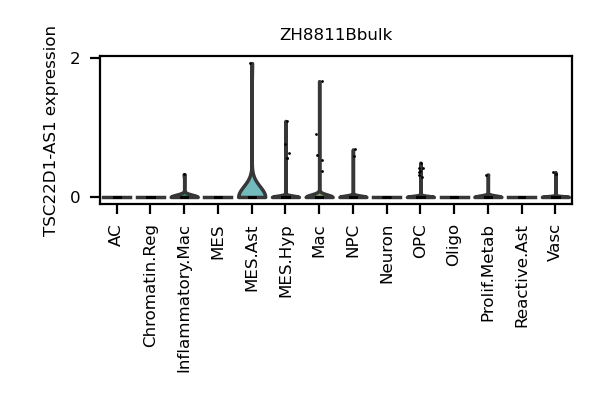 ZH8811Bbulk
TSC22D1-AS1 expression
2
0
AC
Chromatin.Reg
Inflammatory.Mac
MES
MES.Ast
MES.Hyp
Mac
NPC
Neuron
OPC
Oligo
Prolif.Metab
Reactive.Ast
Vasc